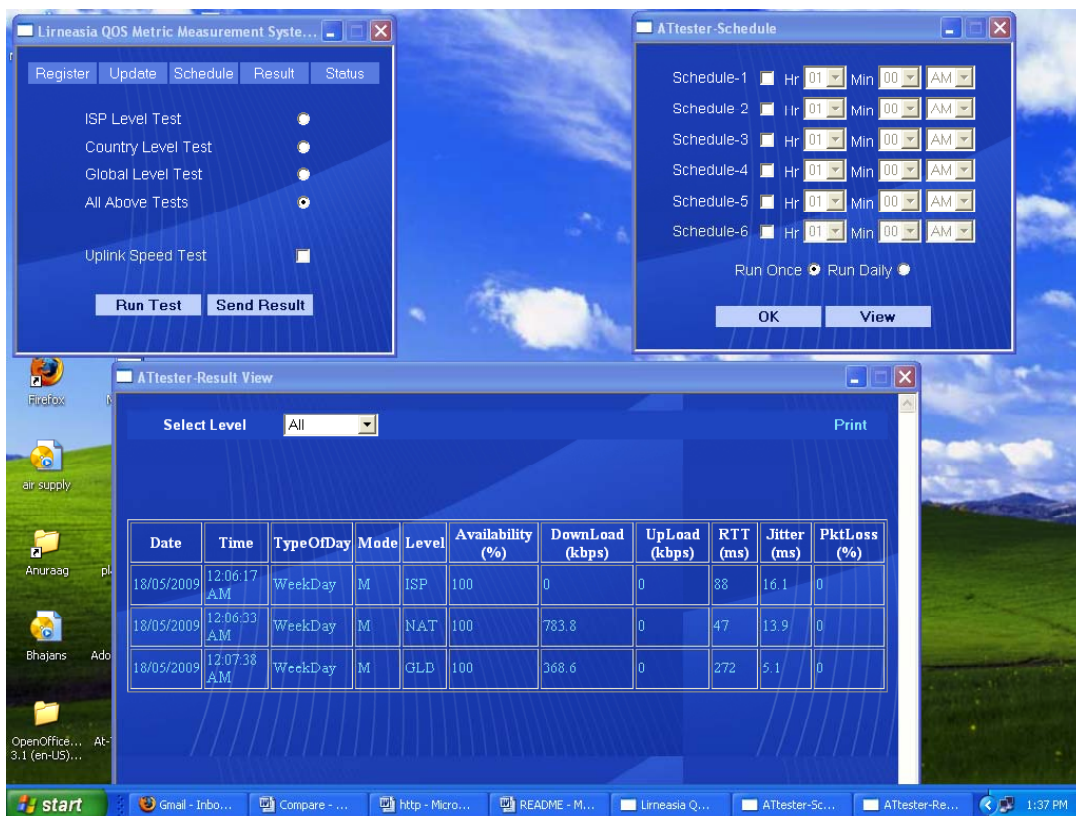 Lirneasia QOS Metric Measurement Syste...
Register Update Schedule Result Status
ISP Level Test
Country Level Test
Global Level Test
All Above Tests
Uplink Speed Test
Run Test Send Result
ATtester-Schedule
Schedule-1 Hr 01 Min 00 AM
Schedule 2 Hr 01 Min 00 AM
Schedule-3 Hr 01 Min 00 AM
Schedule-4 Hr 01 Min 00 AM
Schedule-5 Hr 01 Min 00 AM
Schedule-6 Hr 01 Min 00 AM
Run Once Run Daily
OK View
Firefox
air supply
Anuraag
Bhajans
Ado
OpenOffice... At-
3.1 (en-US)...
ATtester-Result View
Select Level All Print
Date Time TypeOfDay Mode Level Availability (%) DownLoad (kbps) UpLoad (kbps) RTT (ms) Jitter (ms) PktLoss (%)
18/05/2009 12:06:17 AM WeekDay M ISP 100 0 0 88 16.1 0
18/05/2009 12:06:33 AM WeekDay M NAT 100 783.8 0 47 13.9 0
18/05/2009 12:07:38 AM WeekDay M GLB 100 368.6 0 272 5.1 0
start Gmail - Inbo... Compare - ... http - Micro... README - M... Lirneasia Q... ATtester-Sc... ATtester-Re... 1:37 PM